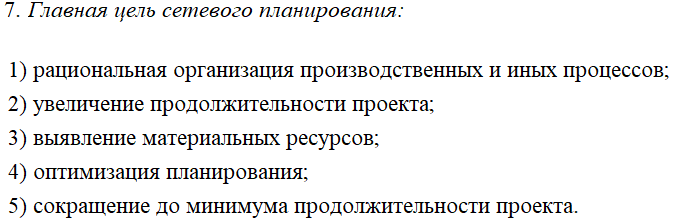 7. Главная цель сетевого планирования:
1) рациональная организация производственных и иных процессов;
2) увеличение продолжительности проекта;
3) выявление материальных ресурсов;
4) оптимизация планирования;
5) сокращение до минимума продолжительности проекта.